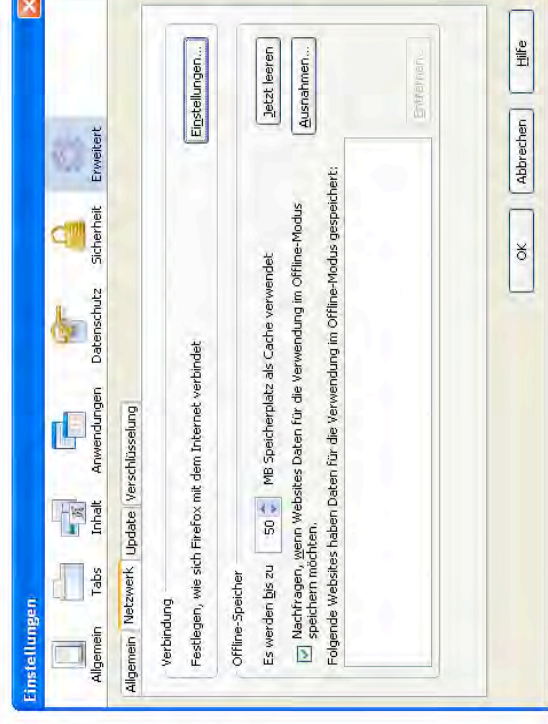 Einstellungen
Allgemein Tabs Inhalt Anwendungen Datenschutz Sicherheit Erweitert
Allgemein Netzwerk Update Verschlüsselung
Verbindung
Festlegen, wie sich Firefox mit dem Internet verbindet Einstellungen...
Offline-Speicher
Es werden bis zu 50 MB Speicherplatz als Cache verwendet Jetzt leeren
Nachfragen, wenn Websites Daten für die Verwendung im Offline-Modus Ausnahmen...
speichern möchten.
Folgende Websites haben Daten für die Verwendung im Offline-Modus gespeichert:
Entfernen...
OK Abbrechen Hilfe